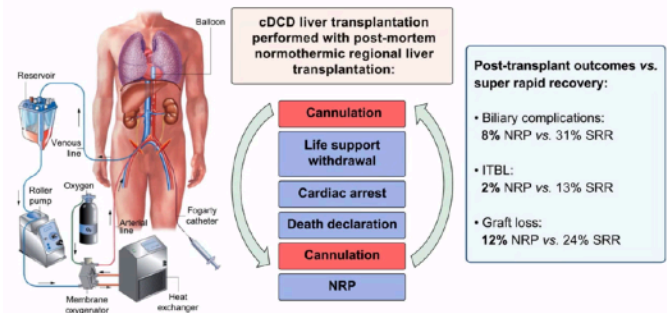 Balloon
Reservoir
Venous
line
Roller
pump
Oxygen
Arterial
line
Fogarty
catheter
Membrane
oxygenator
Heat
exchanger
cDCD liver transplantation
performed with post-mortem
normothermic regional liver
transplantation:
Cannulation
Life support
withdrawal
Cardiac arrest
Death declaration
Cannulation
NRP
Post-transplant outcomes vs.
super rapid recovery:
• Biliary complications:
8% NRP vs. 31% SRR
• ITBL:
2% NRP vs. 13% SRR
• Graft loss:
12% NRP vs. 24% SRR